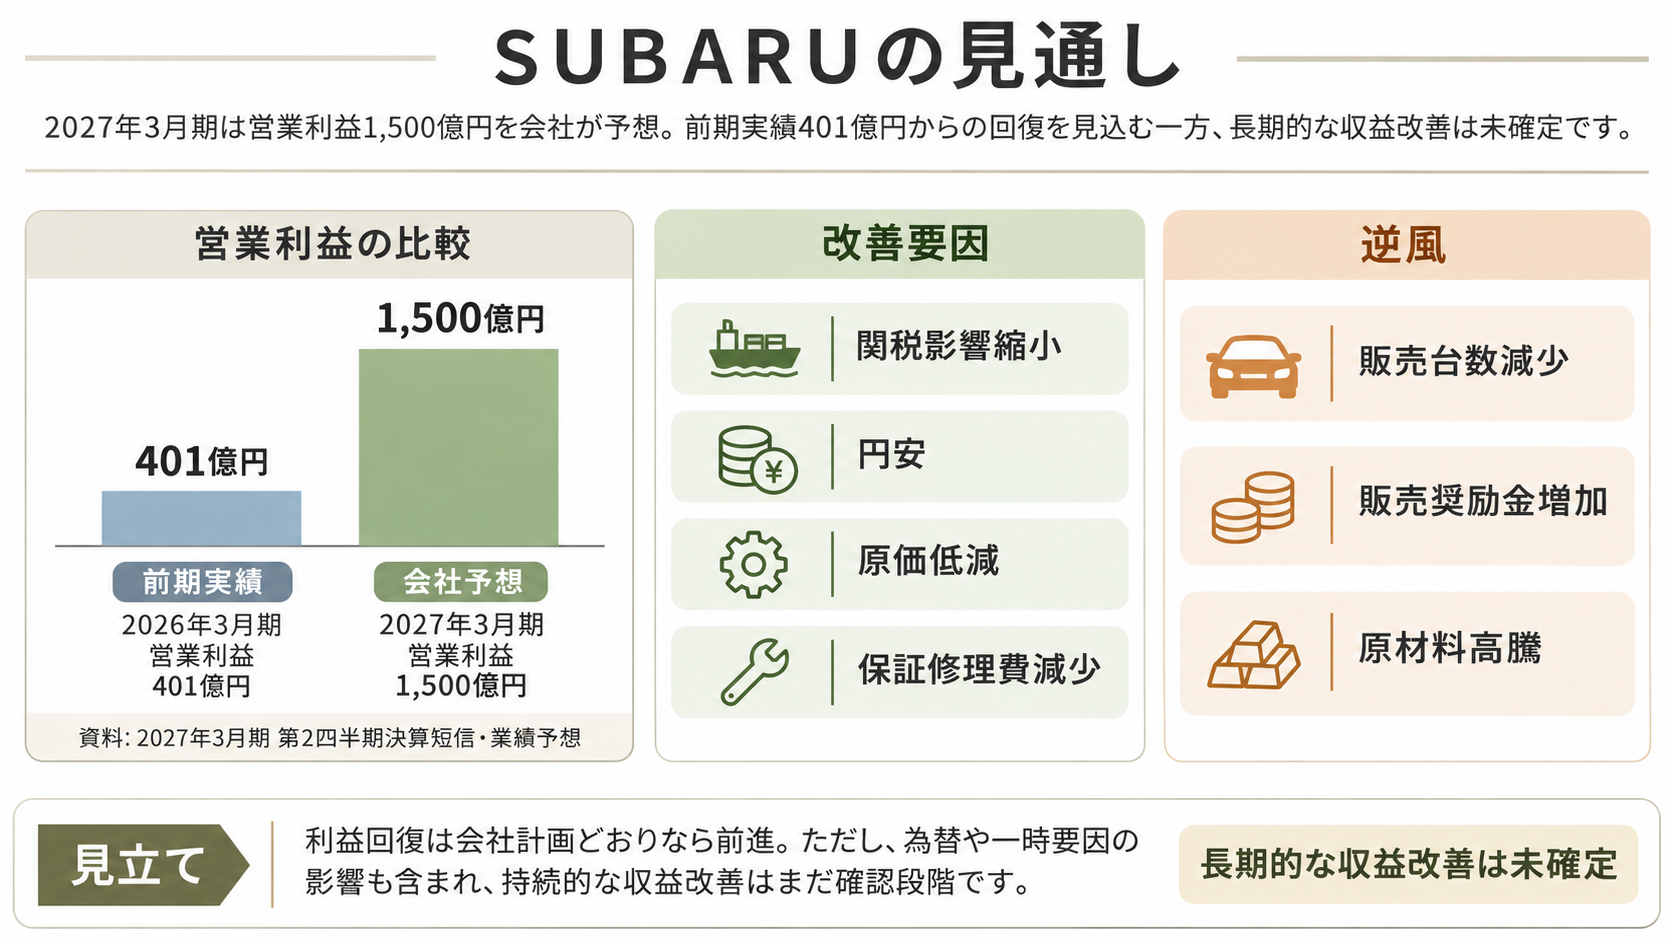 SUBARUの見通し
2027年3月期は営業利益1,500億円を会社が予想。前期実績401億円からの回復を見込む一方、長期的な収益改善は未確定です。
営業利益の比較
1,500億円
401億円
前期実績
2026年3月期
営業利益
401億円
会社予想
2027年3月期
営業利益
1,500億円
資料: 2027年3月期 第2四半期決算短信・業績予想
改善要因
関税影響縮小
¥
円安
原価低減
保証修理費減少
逆風
販売台数減少
販売奨励金増加
原材料高騰
見立て
利益回復は会社計画どおりなら前進。ただし、為替や一時要因の
影響も含まれ、持続的な収益改善はまだ確認段階です。
長期的な収益改善は未確定